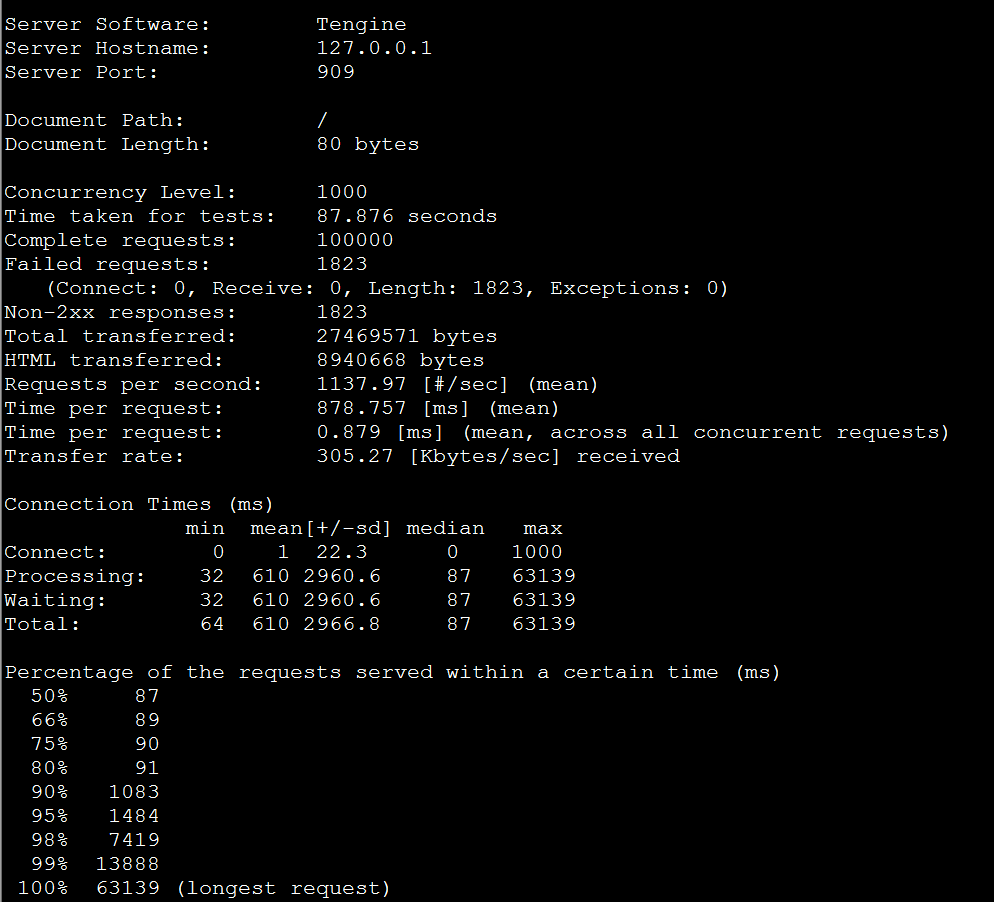 Server Software:        Tengine
Server Hostname:        127.0.0.1
Server Port:            909
Document Path:          /
Document Length:        80 bytes
Concurrency Level:      1000
Time taken for tests:   87.876 seconds
Complete requests:      100000
Failed requests:        1823
   (Connect: 0, Receive: 0, Length: 1823, Exceptions: 0)
Non-2xx responses:      1823
Total transferred:      27469571 bytes
HTML transferred:       8940668 bytes
Requests per second:    1137.97 [#/sec] (mean)
Time per request:       878.757 [ms] (mean)
Time per request:       0.879 [ms] (mean, across all concurrent requests)
Transfer rate:          305.27 [Kbytes/sec] received
Connection Times (ms)
              min  mean[+/-sd] median   max
Connect:        0    1  22.3      0    1000
Processing:    32  610 2960.6     87   63139
Waiting:       32  610 2960.6     87   63139
Total:         64  610 2966.8     87   63139
Percentage of the requests served within a certain time (ms)
  50%     87
  66%     89
  75%     90
  80%     91
  90%   1083
  95%   1484
  98%   7419
  99%  13888
 100%  63139 (longest request)